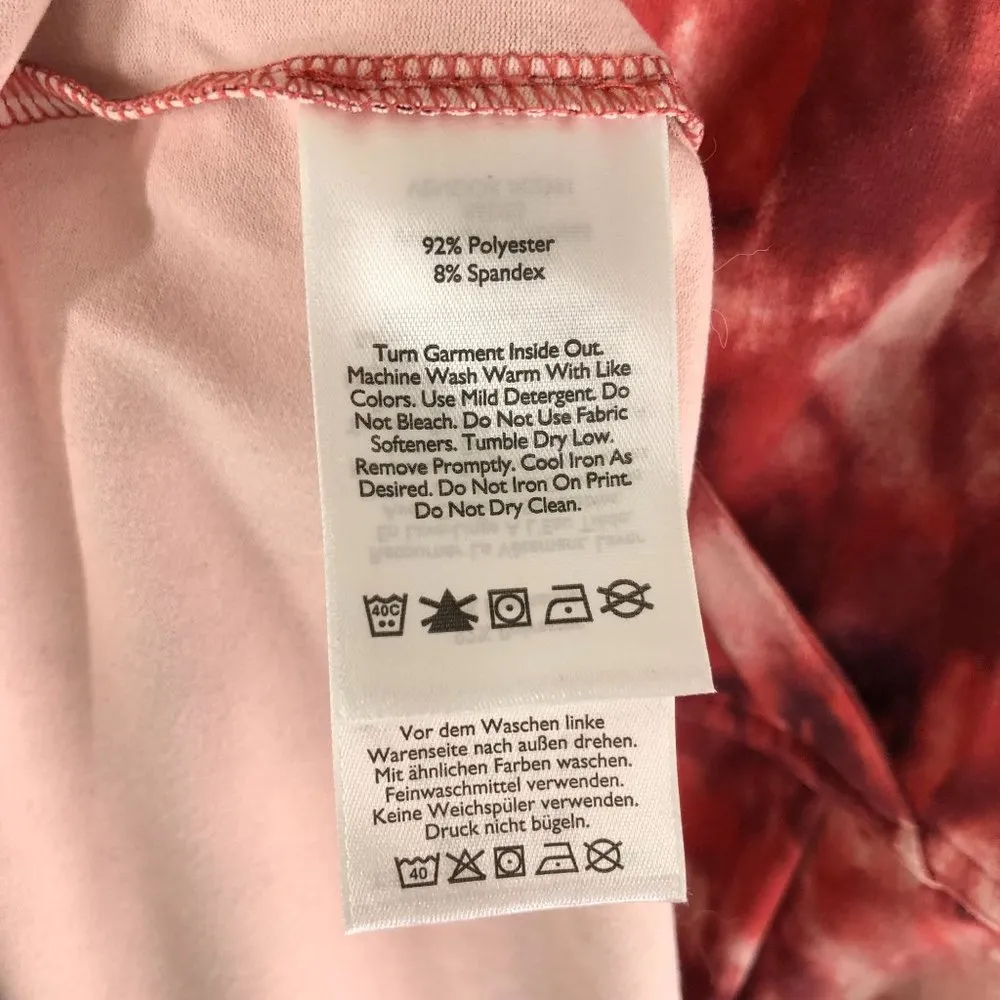 92% Polyester
8% Spandex
Turn Garment Inside Out.
Machine Wash Warm With Like
Colors. Use Mild Detergent. Do
Not Bleach. Do Not Use Fabric
Softeners. Tumble Dry Low.
Remove Promptly. Cool Iron As
Desired. Do Not Iron On Print.
Do Not Dry Clean.
40C
Vor dem Waschen linke
Warenseite nach außen drehen.
Mit ähnlichen Farben waschen.
Feinwaschmittel verwenden.
Keine Weichspüler verwenden.
Druck nicht bügeln.
40